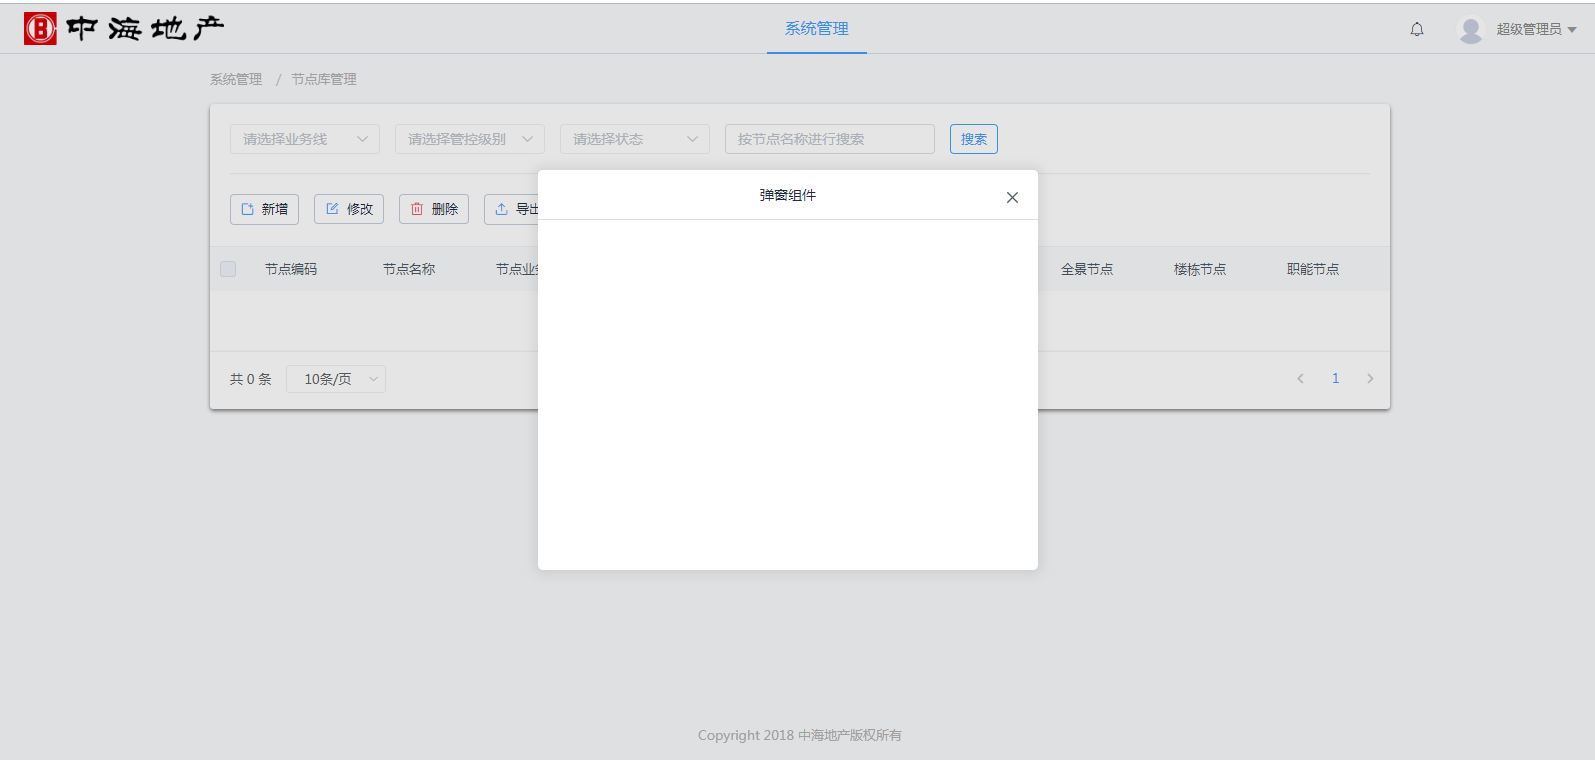 中海地产 系统管理 超级管理员
系统管理 / 节点库管理
请选择业务线 请选择管控级别 请选择状态 按节点名称进行搜索 搜索
弹窗组件
新增 修改 删除 导出
节点编码 节点名称 节点业 全景节点 楼栋节点 职能节点
共 0 条 10条/页 1
Copyright 2018 中海地产版权所有